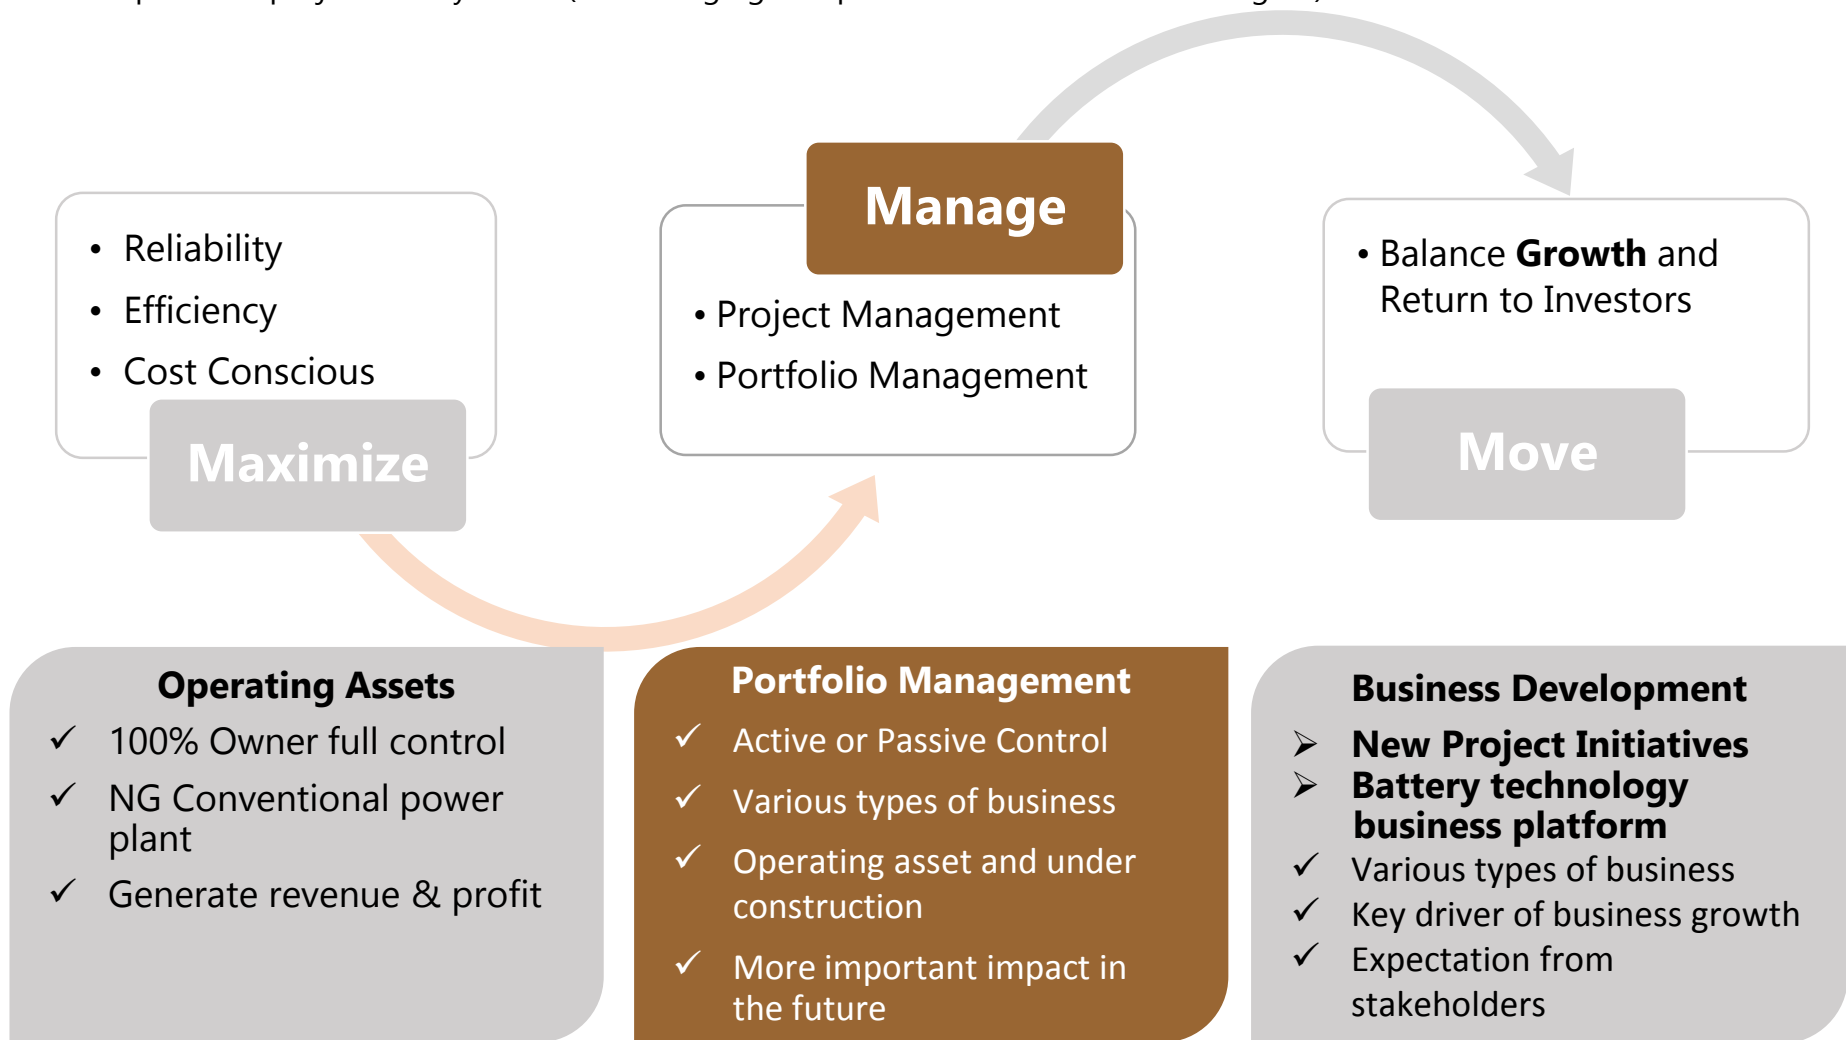 • Reliability
• Efficiency
• Cost Conscious
Maximize
Manage
• Project Management
• Portfolio Management
• Balance Growth and
Return to Investors
Move
Operating Assets
✓ 100% Owner full control
✓ NG Conventional power
plant
✓ Generate revenue & profit
Portfolio Management
✓ Active or Passive Control
✓ Various types of business
✓ Operating asset and under
construction
✓ More important impact in
the future
Business Development
➢ New Project Initiatives
➢ Battery technology
business platform
✓ Various types of business
✓ Key driver of business growth
✓ Expectation from
stakeholders